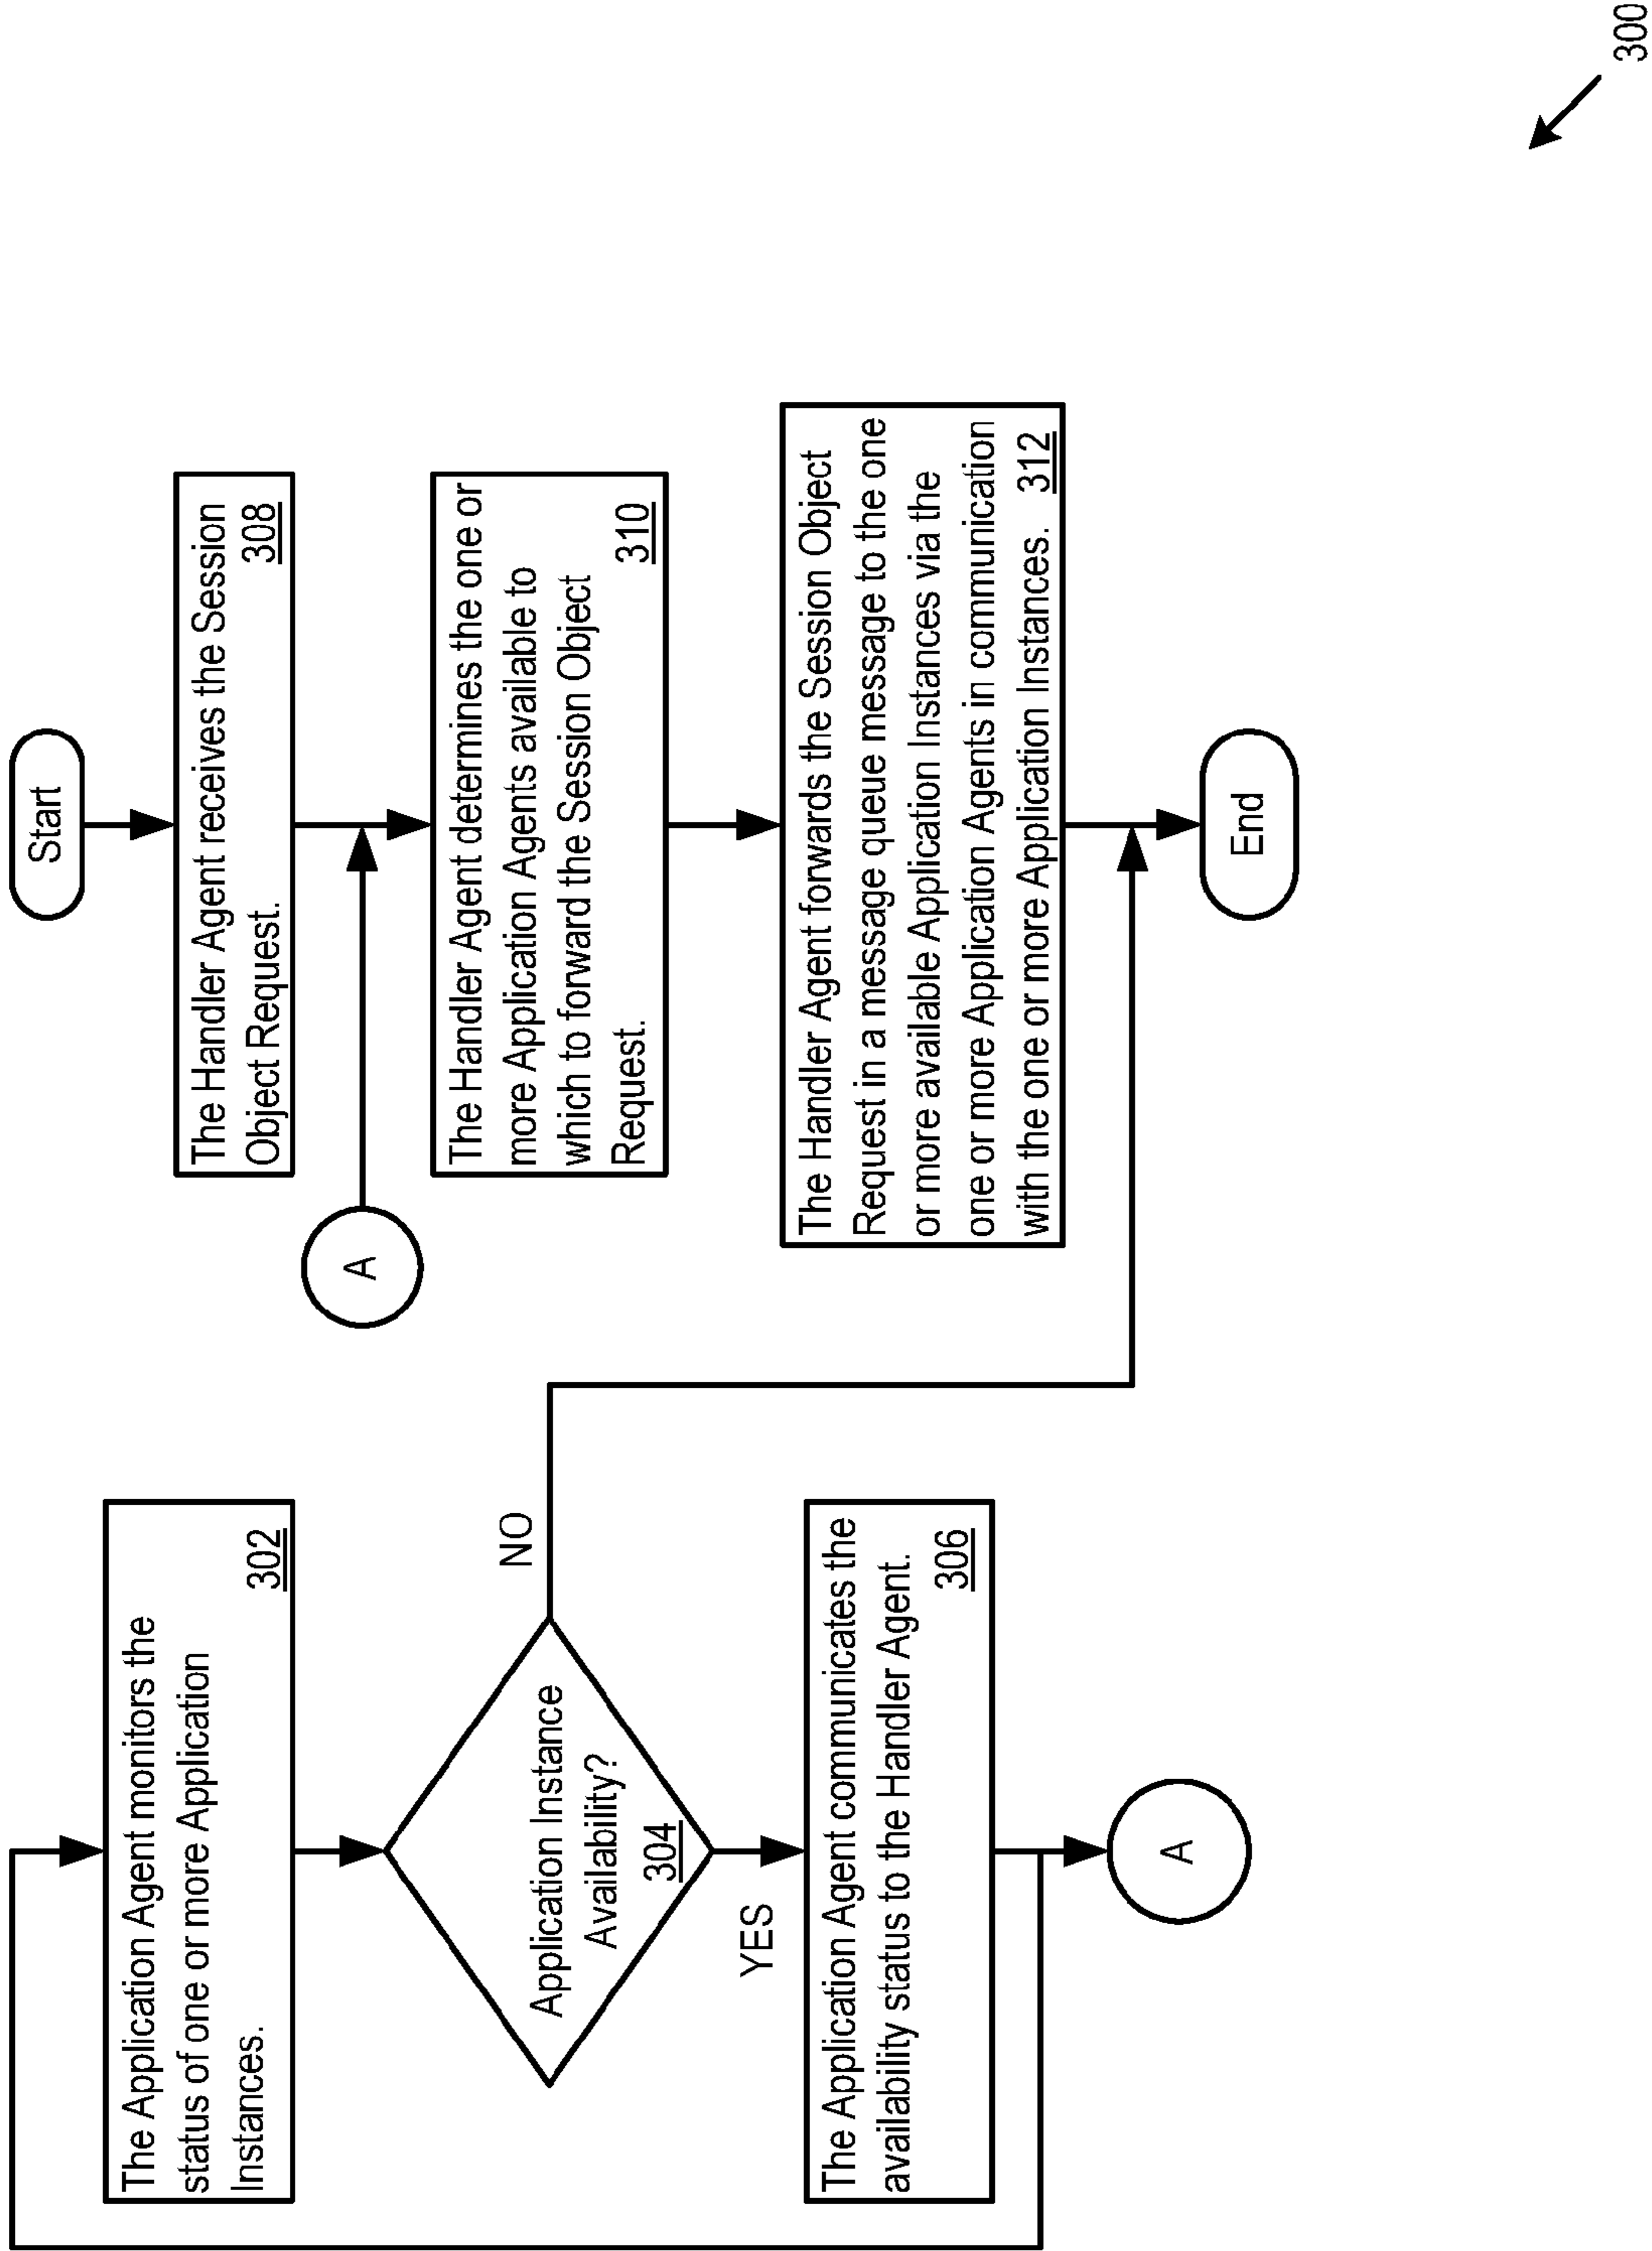 The Application Agent monitors the
status of one or more Application
Instances.
302
Application Instance
Availability?
304
NO
YES
The Application Agent communicates the
availability status to the Handler Agent.
306
A
Start
The Handler Agent receives the Session
Object Request.
308
A
The Handler Agent determines the one or
more Application Agents available to
which to forward the Session Object
Request.
310
The Handler Agent forwards the Session Object
Request in a message queue message to the one
or more available Application Instances via the
one or more Application Agents in communication
with the one or more Application Instances. 312
End
300